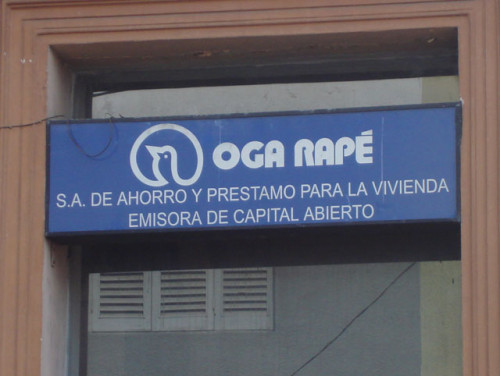 OGA RAPÉ
S.A. DE AHORRO Y PRESTAMO PARA LA VIVIENDA
EMISORA DE CAPITAL ABIERTO